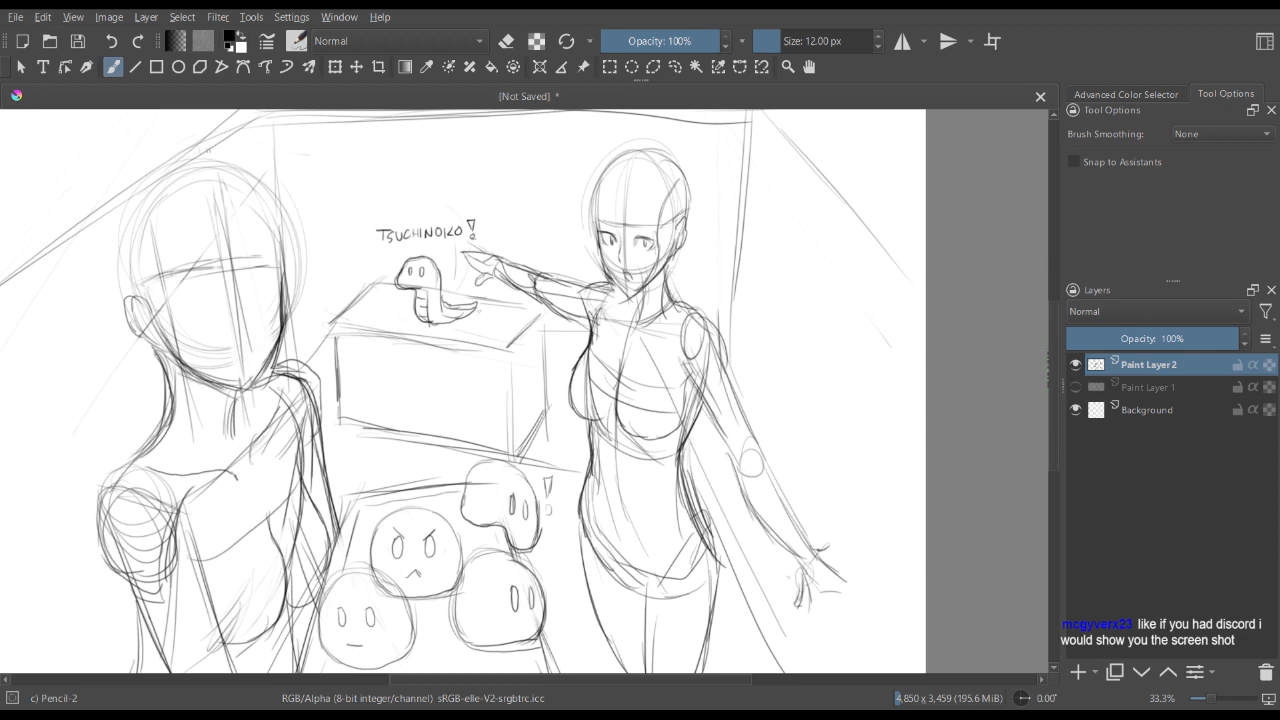 File Edit View Image Layer Select Filter Tools Settings Window Help
Normal Opacity: 100% Size: 12.00 px
[Not Saved] *
Advanced Color Selector Tool Options
Tool Options
Brush Smoothing: None
Snap to Assistants
TSUCHINOKO!
Layers
Normal
Opacity: 100%
Paint Layer 2
Paint Layer 1
Background
!
mcgyverx23 like if you had discord i
would show you the screen shot
c) Pencil-2 RGB/Alpha (8-bit integer/channel) sRGB-elle-V2-srgbtrc.icc 4,850 x 3,459 (195.6 MiB) 0.00° 33.3%